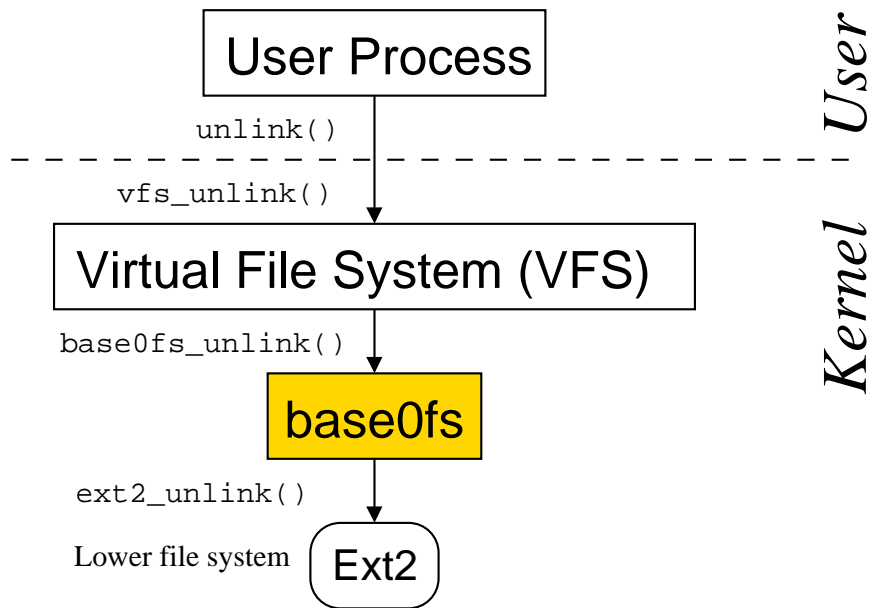 User Process
User
unlink()
vfs_unlink()
Virtual File System (VFS)
Kernel
base0fs_unlink()
base0fs
ext2_unlink()
Lower file system
Ext2